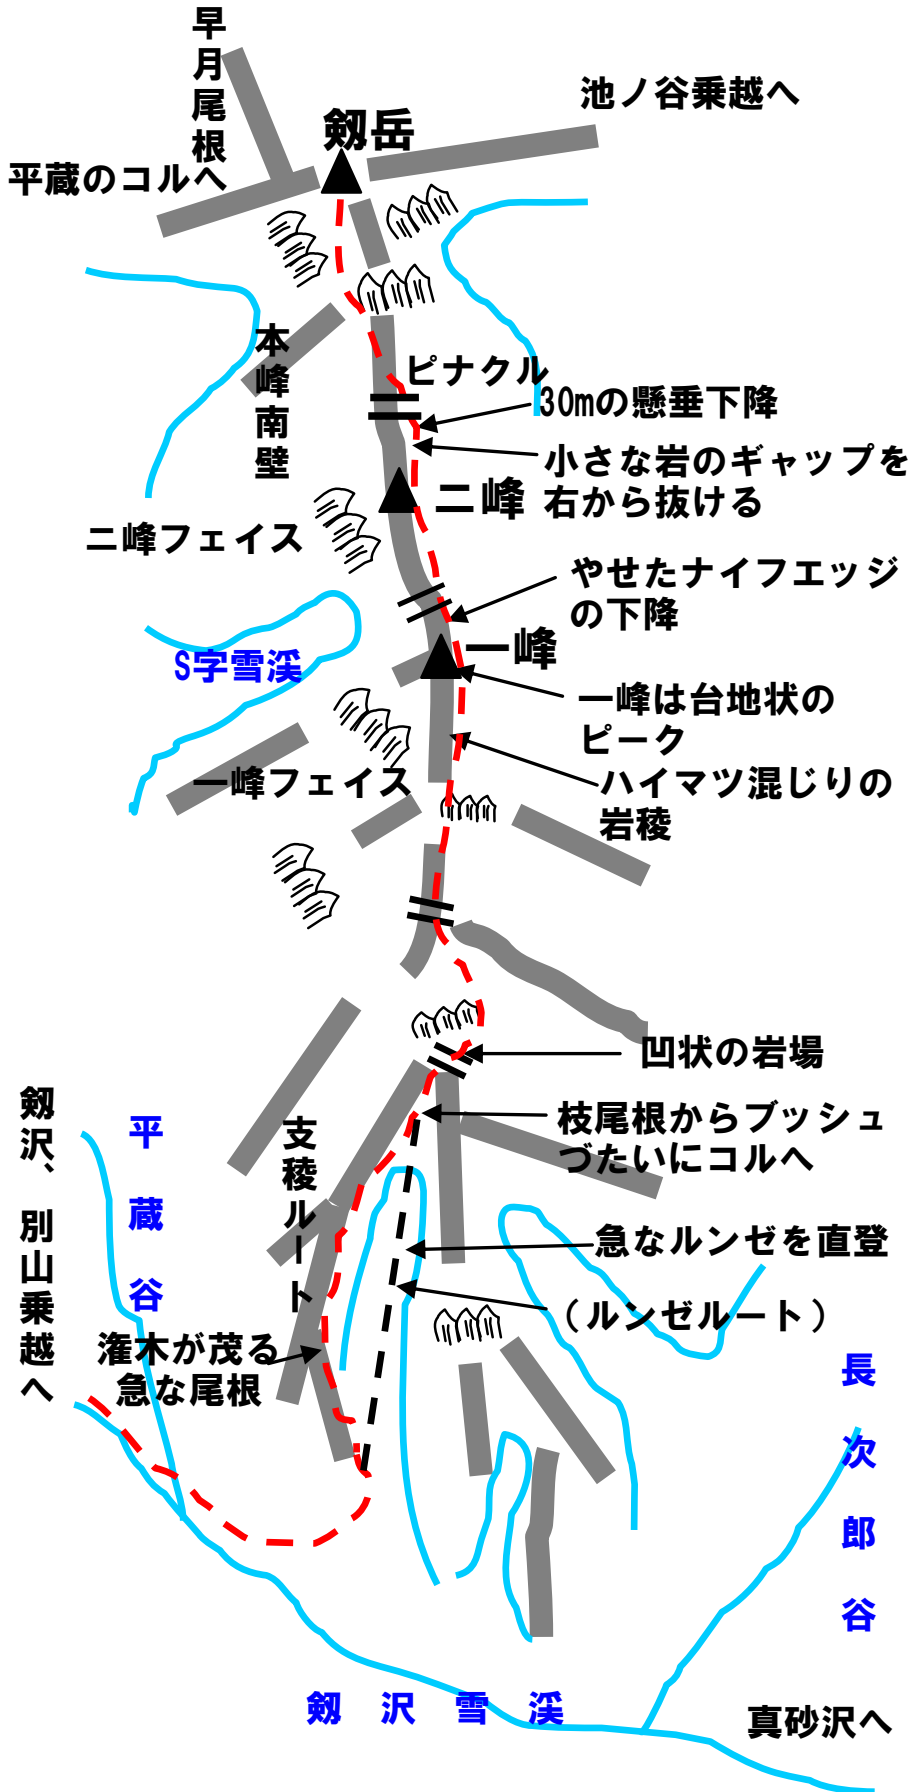 早月尾根
池ノ谷乗越へ
剱岳
平蔵のコルへ
本峰南壁
ピナクル
30mの懸垂下降
小さな岩のギャップを
右から抜ける
二峰
二峰フェイス
やせたナイフエッジ
の下降
一峰
S字雪渓
一峰は台地状の
ピーク
一峰フェイス
ハイマツ混じりの
岩稜
凹状の岩場
枝尾根からブッシュ
づたいにコルへ
支稜ルート
平蔵谷
剱沢、別山乗越へ
急なルンゼを直登
（ルンゼルート）
潅木が茂る
急な尾根
長次郎谷
剱沢雪渓
真砂沢へ